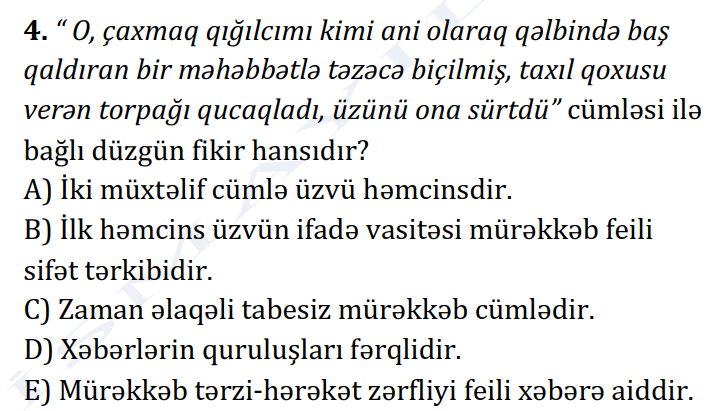 4. “ O, çaxmaq qığılcımı kimi ani olaraq qəlbində baş
qaldıran bir məhəbbətlə təzəcə biçilmiş, taxıl qoxusu
verən torpağı qucaqladı, üzünü ona sürtdü” cümləsi ilə
bağlı düzgün fikir hansıdır?
A) İki müxtəlif cümlə üzvü həmcinsdir.
B) İlk həmcins üzvün ifadə vasitəsi mürəkkəb feili
sifət tərkibidir.
C) Zaman əlaqəli tabesiz mürəkkəb cümlədir.
D) Xəbərlərin quruluşları fərqlidir.
E) Mürəkkəb tərzi-hərəkət zərfliyi feili xəbərə aiddir.